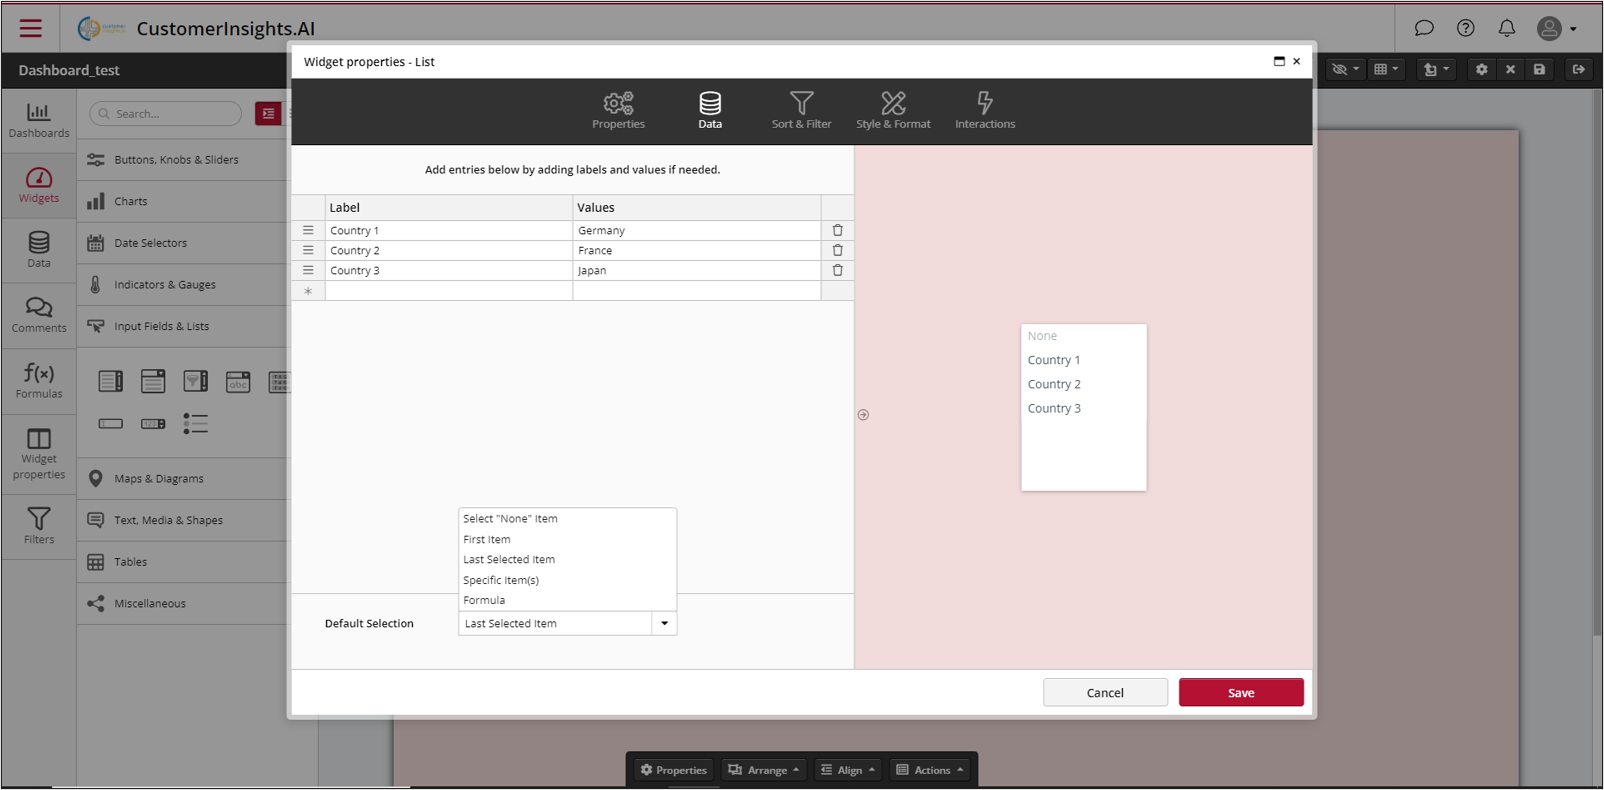 CustomerInsights.AI
Dashboard_test
Dashboards
Widgets
Data
Comments
f(x)
Formulas
Widget
properties
Filters
Search...
Buttons, Knobs & Sliders
Charts
Date Selectors
Indicators & Gauges
Input Fields & Lists
abc
Maps & Diagrams
Text, Media & Shapes
Tables
Miscellaneous
Widget properties - List
Properties
Data
Sort & Filter
Style & Format
Interactions
Add entries below by adding labels and values if needed.
Label Values
Country 1 Germany
Country 2 France
Country 3 Japan
Select "None" Item
First Item
Last Selected Item
Specific Item(s)
Formula
Default Selection Last Selected Item
None
Country 1
Country 2
Country 3
Cancel Save
Properties Arrange Align Actions